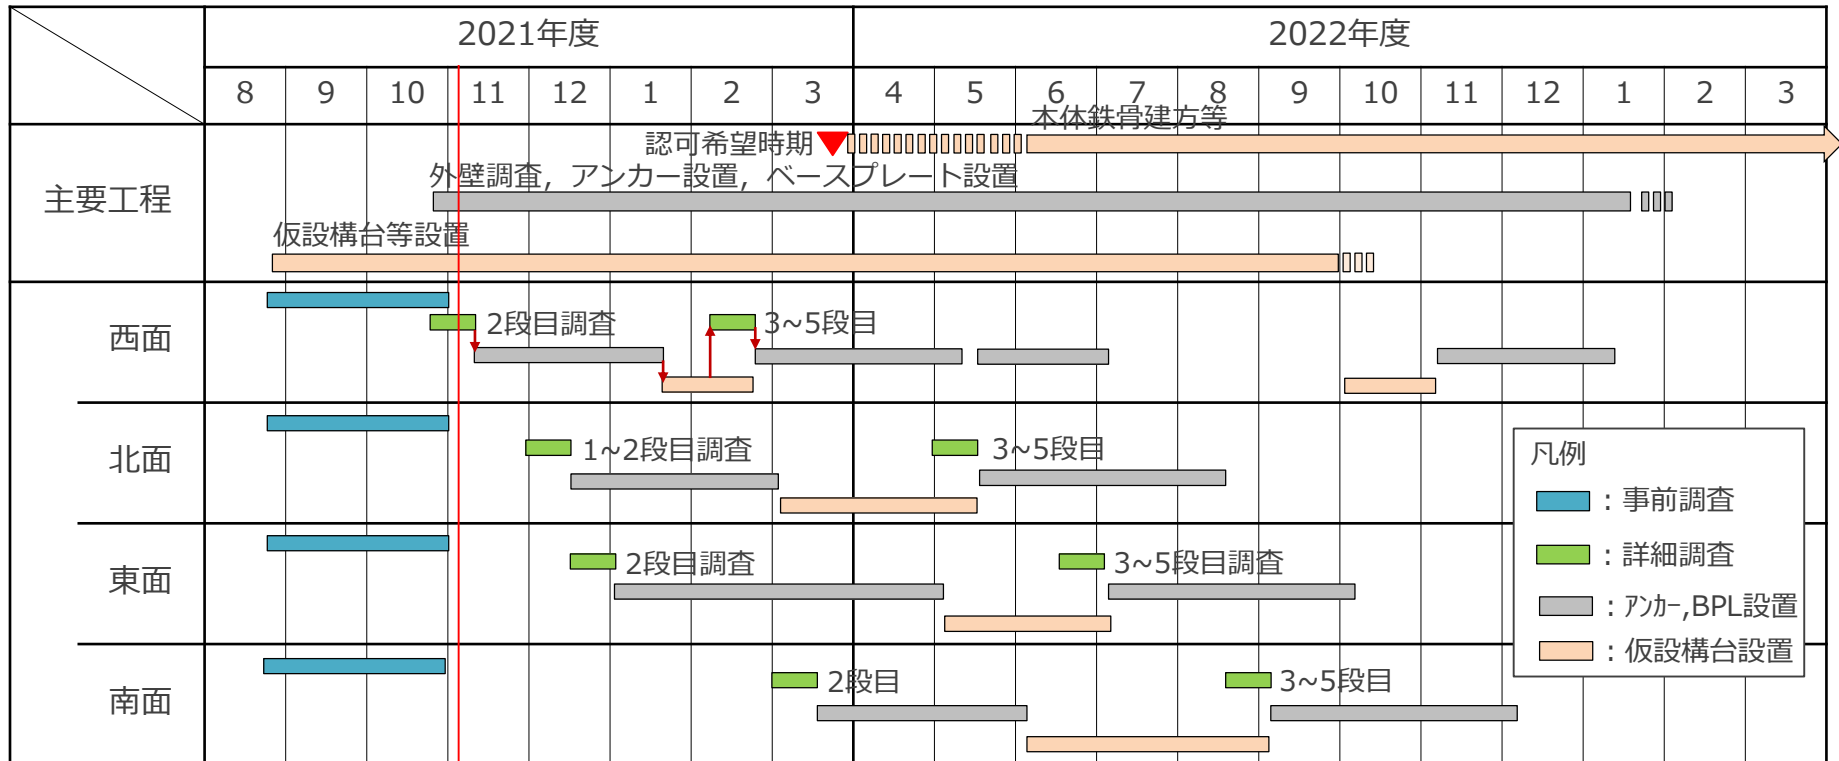 2021年度 2022年度
8 9 10 11 12 1 2 3 4 5 6 7 8 9 10 11 12 1 2 3
主要工程
本体鉄骨建方等
認可希望時期
外壁調査，アンカー設置，ベースプレート設置
仮設構台等設置
西面
2段目調査
3~5段目
北面
1~2段目調査
3~5段目
東面
2段目調査
3~5段目調査
南面
2段目
3~5段目
凡例
：事前調査
：詳細調査
：ｱﾝｶｰ,BPL設置
：仮設構台設置